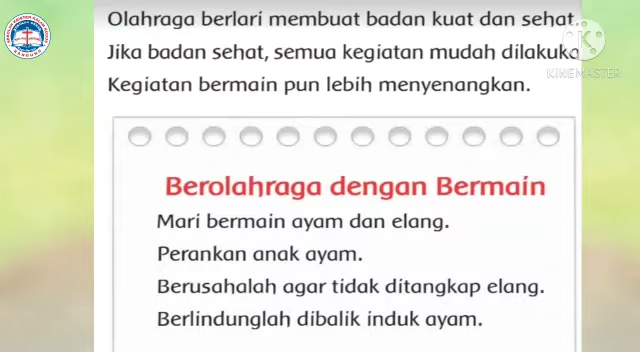 Olahraga berlari membuat badan kuat dan sehat.
Jika badan sehat, semua kegiatan mudah dilakuka
KINEMASTER
Kegiatan bermain pun lebih menyenangkan.
Berolahraga dengan Bermain
Mari bermain ayam dan elang.
Perankan anak ayam.
Berusahalah agar tidak ditangkap elang.
Berlindunglah dibalik induk ayam.
BANDUNG